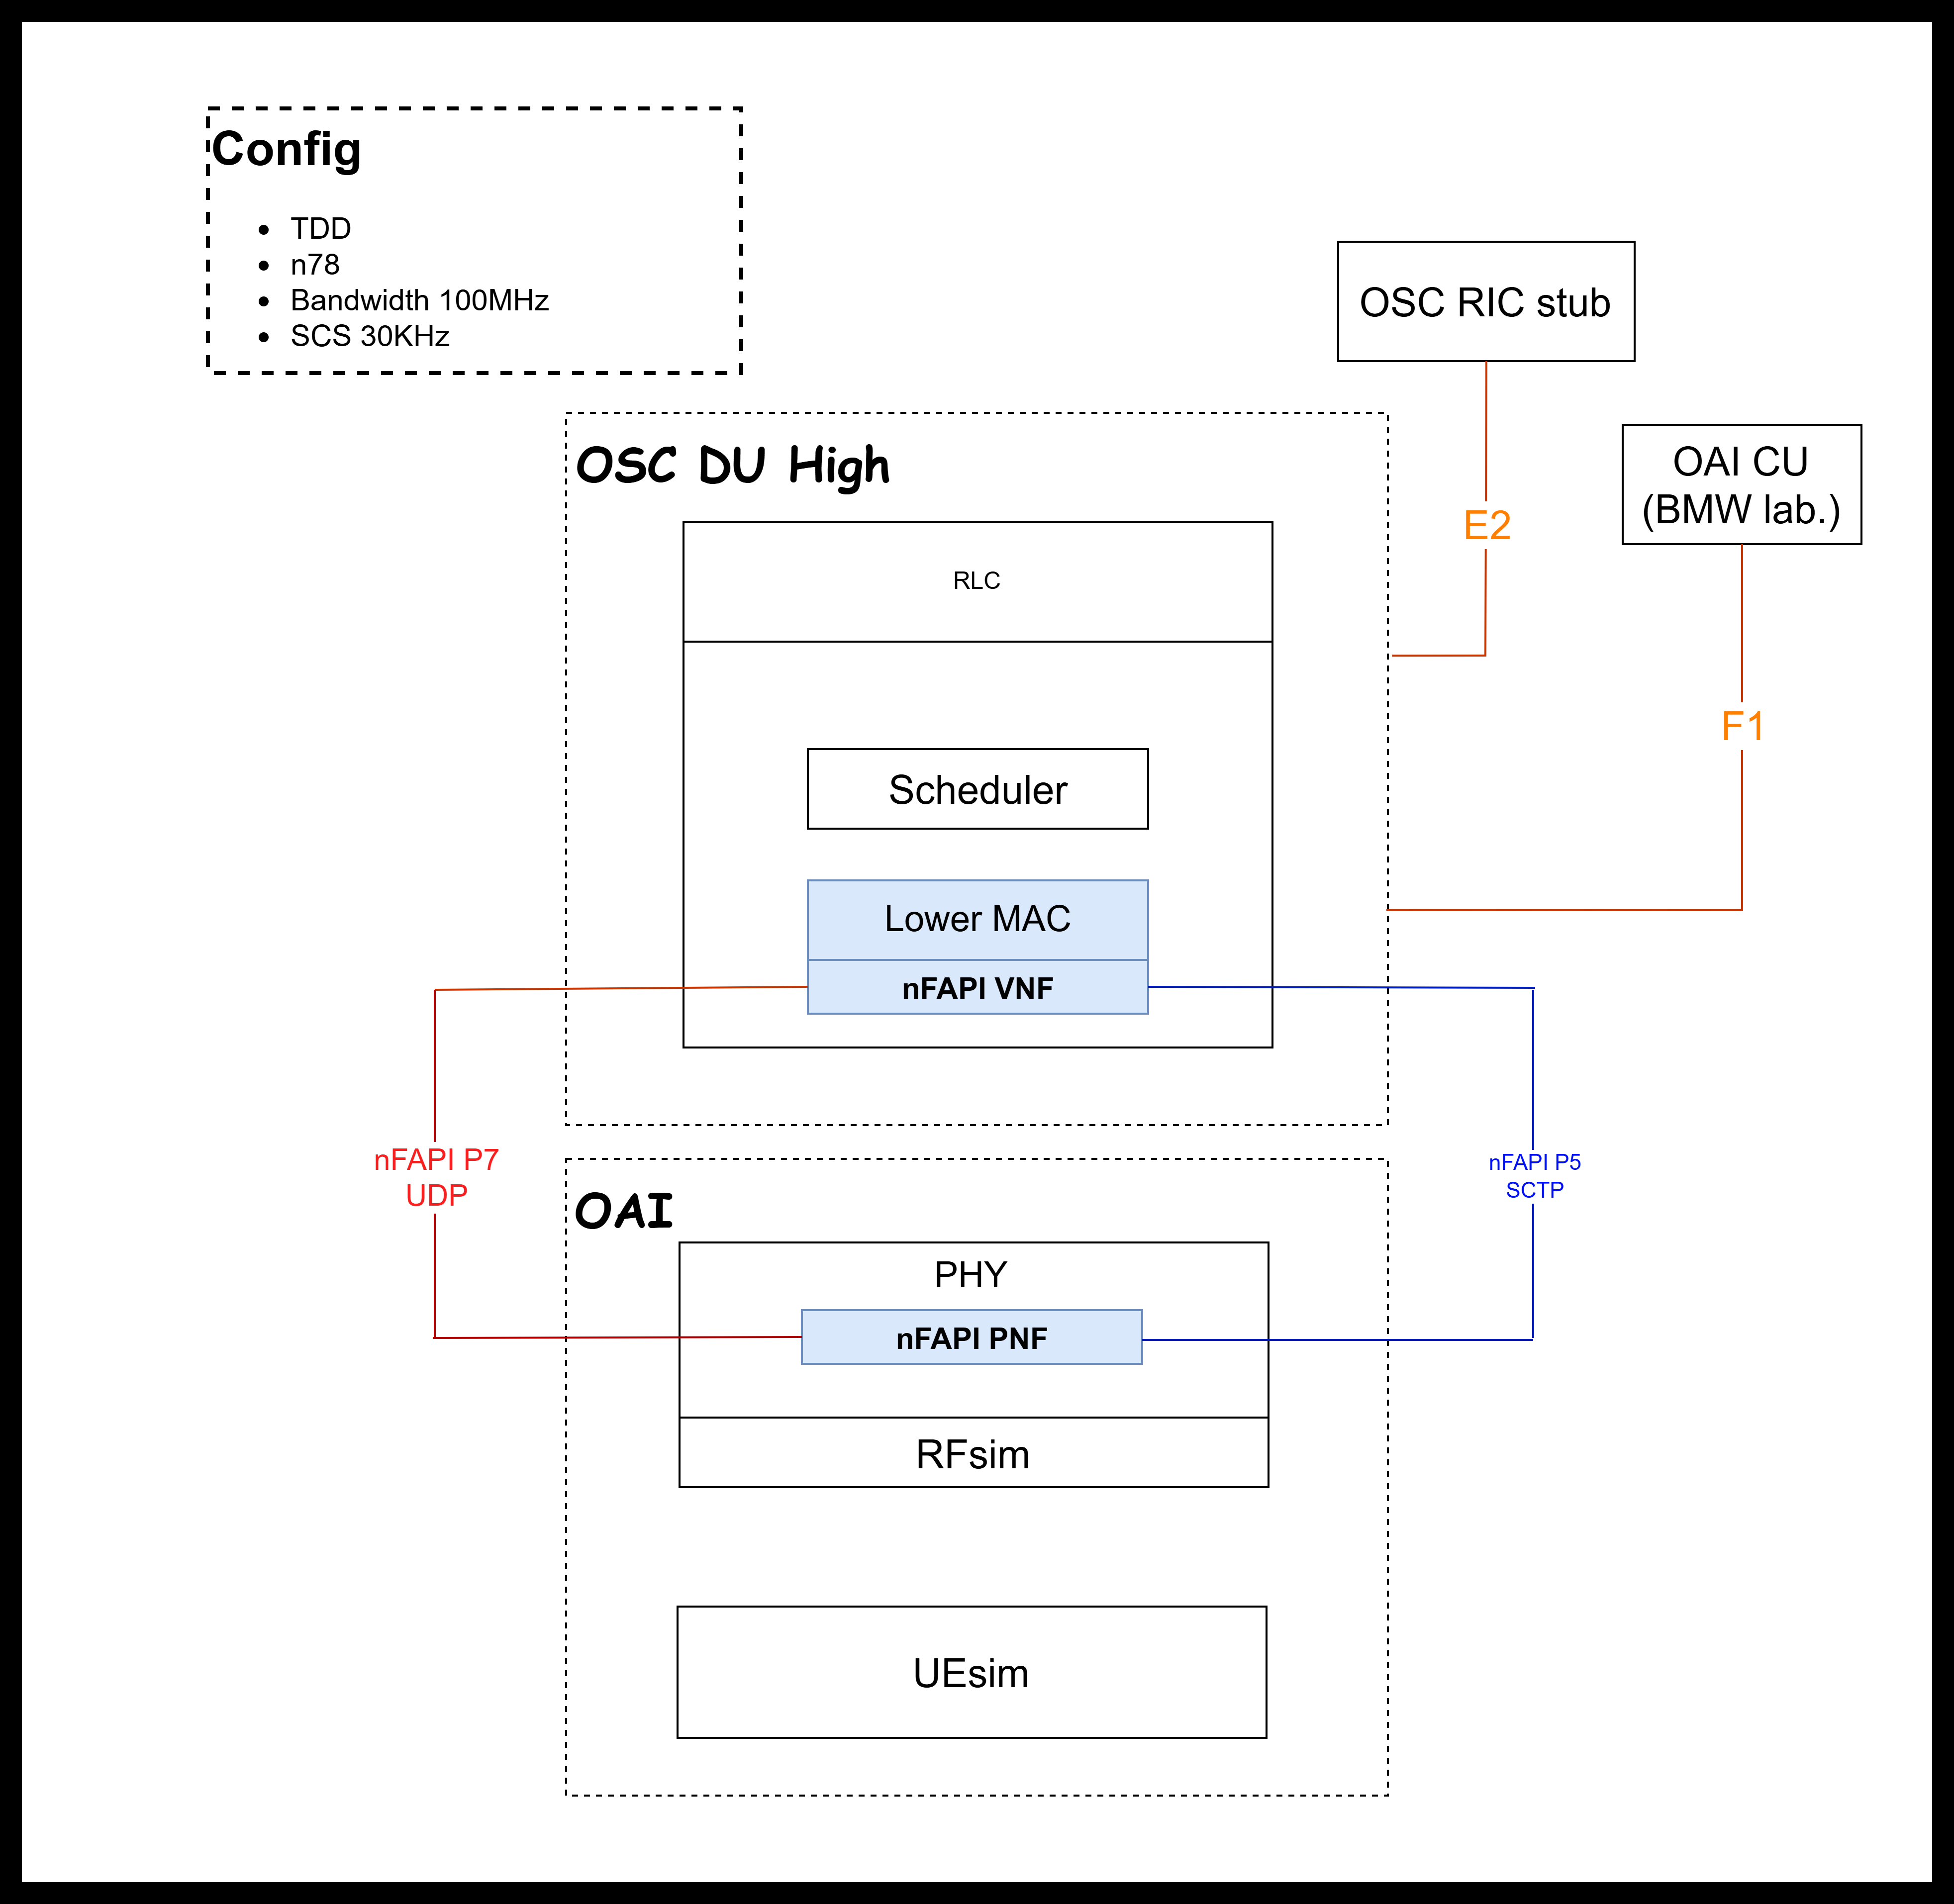 Config
TDD
n78
Bandwidth 100MHz
SCS 30KHz
OSC RIC stub
OAI CU
(BMW lab.)
E2
F1
OSC DU High
RLC
Scheduler
Lower MAC
nFAPI VNF
nFAPI P7
UDP
nFAPI P5
SCTP
OAI
PHY
nFAPI PNF
RFsim
UEsim